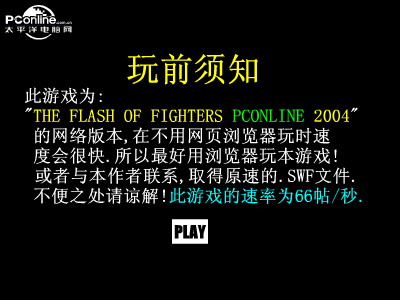 PConline
.com.cn
太平洋电脑网
玩前须知
此游戏为:
"THE FLASH OF FIGHTERS PCONLINE 2004"
的网络版本,在不用网页浏览器玩时速
度会很快.所以最好用浏览器玩本游戏!
或者与本作者联系,取得原速的.SWF文件.
不便之处请谅解!此游戏的速率为66帖/秒.
PLAY